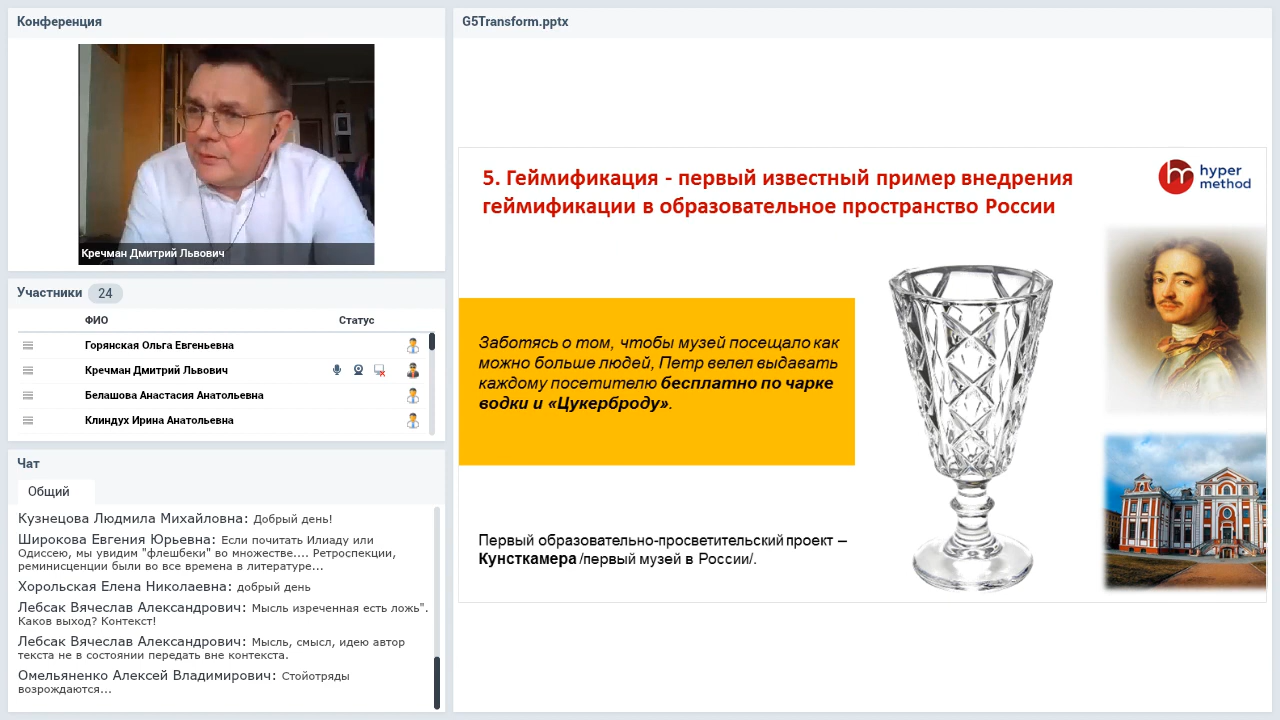 Конференция
Кречман Дмитрий Львович
Участники 24
ФИО Статус
Горянская Ольга Евгеньевна
Кречман Дмитрий Львович
Белашова Анастасия Анатольевна
Клиндух Ирина Анатольевна
Чат
Общий
Кузнецова Людмила Михайловна: Добрый день!
Широкова Евгения Юрьевна: Если почитать Илиаду или
Одиссею, мы увидим "флешбеки" во множестве.... Ретроспекции,
реминисценции были во все времена в литературе...
Хорольская Елена Николаевна: добрый день
Лебсак Вячеслав Александрович: Мысль изреченная есть ложь".
Каков выход? Контекст!
Лебсак Вячеслав Александрович: Мысль, смысл, идею автор
текста не в состоянии передать вне контекста.
Омельяненко Алексей Владимирович: Стойотряды
возрождаются...
G5Transform.pptx
5. Геймификация - первый известный пример внедрения
геймификации в образовательное пространство России
hyper
method
Заботясь о том, чтобы музей посещало как
можно больше людей, Петр велел выдавать
каждому посетителю бесплатно по чарке
водки и «Цукерброду».
Первый образовательно-просветительский проект –
Кунсткамера /первый музей в России/.